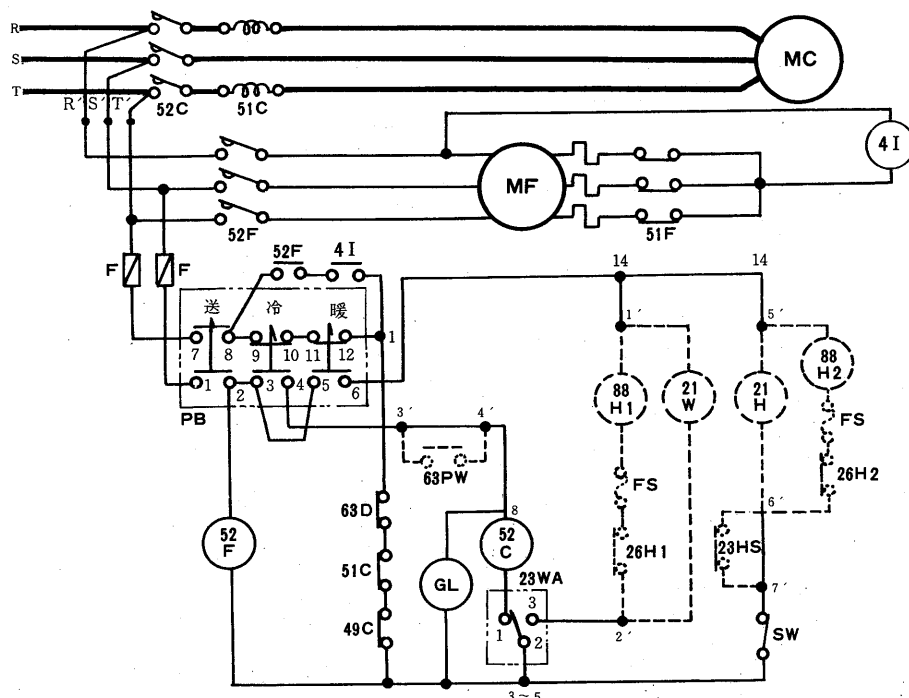 R
S
T
R′ S′ T′
52C
51C
MC
4I
MF
52F
51F
F
F
52F
4I
14
14
送
冷
暖
1
1′
5′
7
8
9
10
11
12
88
H1
21
W
21
H
88
H2
1
2
3
4
5
6
PB
3′
4′
63PW
FS
FS
26H2
63D
8
6′
52
F
52
C
26H1
23HS
51C
GL
23WA
7′
1
3
2
2′
SW
49C
3～5